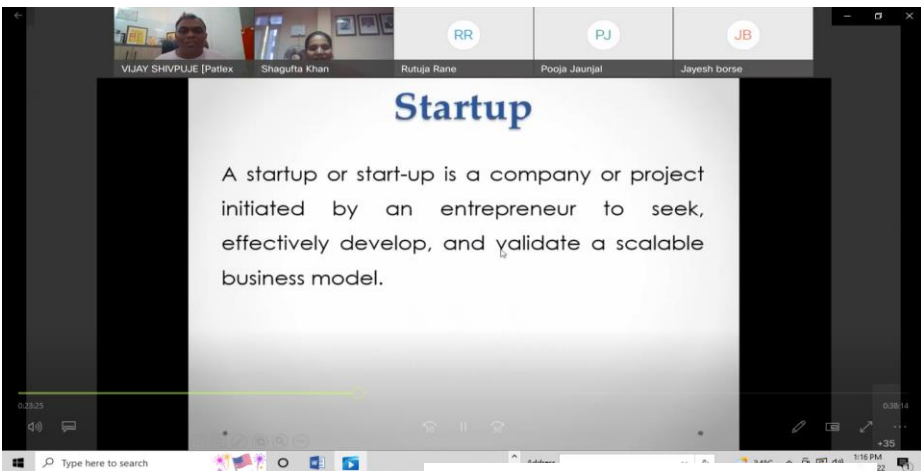 RR
PJ
JB
VIJAY SHIVPUJE [Patlex
Shagufta Khan
Rutuja Rane
Pooja Jaunjal
Jayesh borse
Startup
A startup or start-up is a company or project
initiated by an entrepreneur to seek,
effectively develop, and validate a scalable
business model.
0:23:25
0:38:14
+35
Type here to search
Address
1:16 PM
22